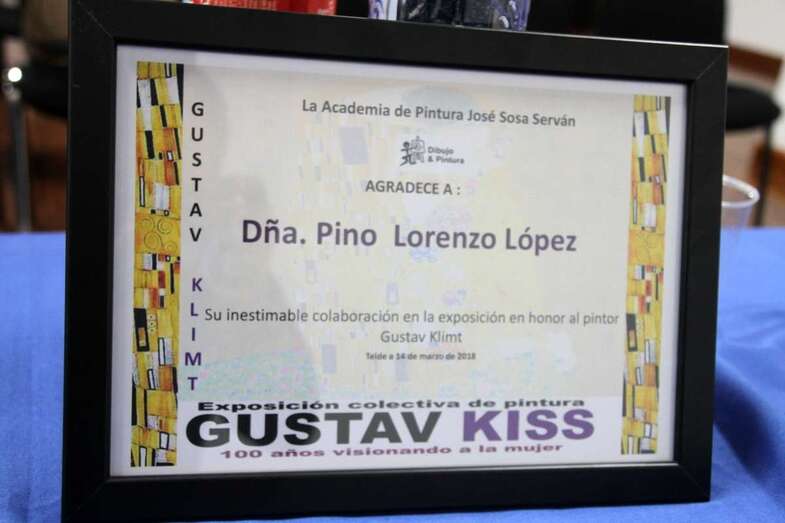 GUSTAV KLIMT
La Academia de Pintura José Sosa Serván
Dibujo
& Pintura
AGRADECE A :
Dña. Pino Lorenzo López
Su inestimable colaboración en la exposición en honor al pintor
Gustav Klimt
Telde a 14 de marzo de 2018
Exposición colectiva de pintura
GUSTAV KISS
100 años visionando a la mujer